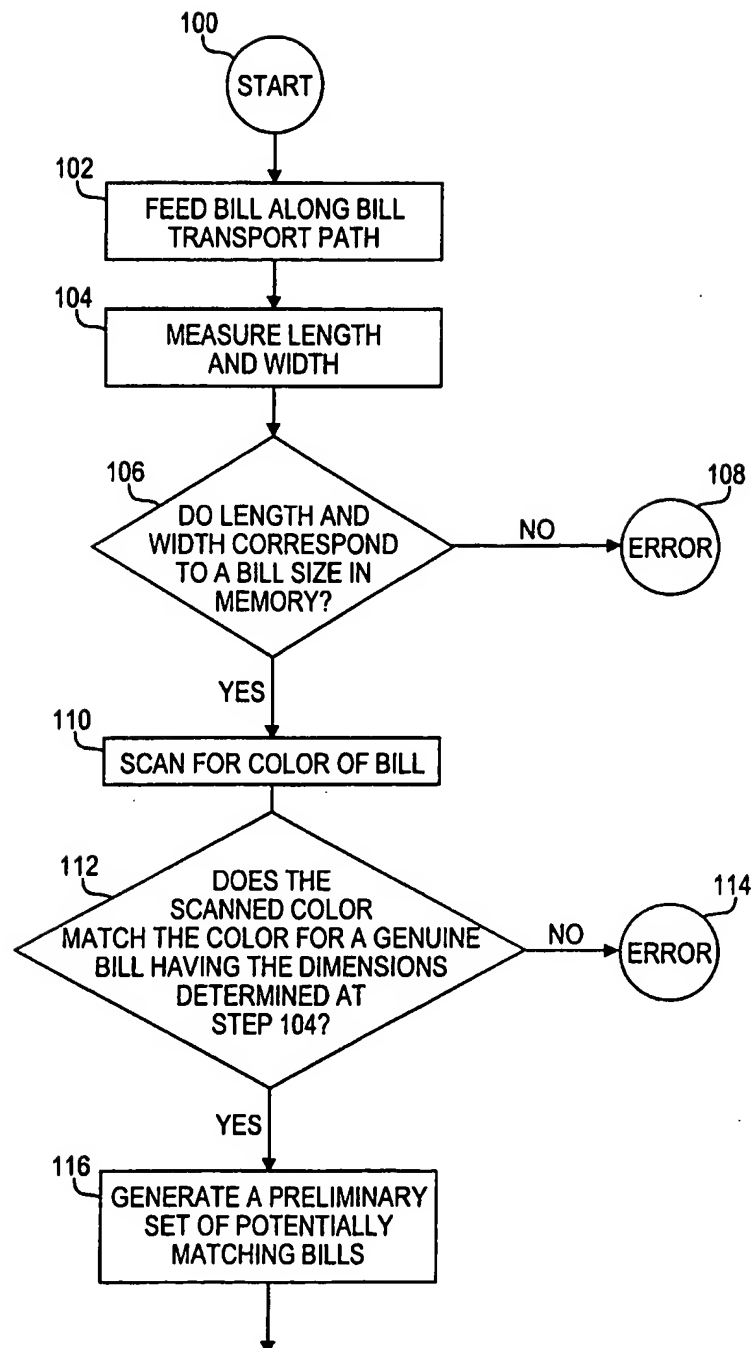 100
START
102
FEED BILL ALONG BILL
TRANSPORT PATH
104
MEASURE LENGTH
AND WIDTH
106
DO LENGTH AND
WIDTH CORRESPOND
TO A BILL SIZE IN
MEMORY?
NO
108
ERROR
YES
110
SCAN FOR COLOR OF BILL
112
DOES THE
SCANNED COLOR
MATCH THE COLOR FOR A GENUINE
BILL HAVING THE DIMENSIONS
DETERMINED AT
STEP 104?
NO
114
ERROR
YES
116
GENERATE A PRELIMINARY
SET OF POTENTIALLY
MATCHING BILLS